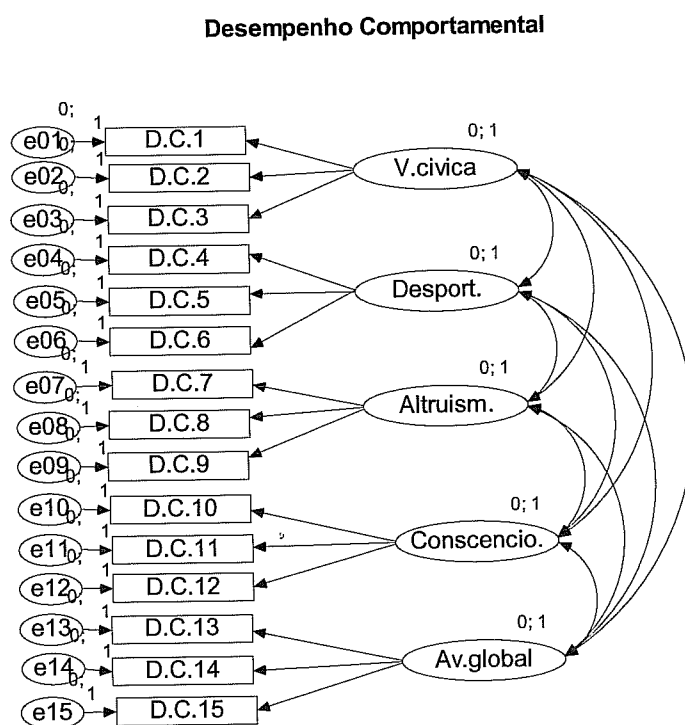 Desempenho Comportamental
0;
1
e01
D.C.1
0; 1
V.civica
0;
1
e02
D.C.2
0;
1
e03
D.C.3
0;
1
e04
D.C.4
0; 1
Desport.
0;
1
e05
D.C.5
0;
1
e06
D.C.6
0;
1
e07
D.C.7
0; 1
Altruism.
0;
1
e08
D.C.8
0;
1
e09
D.C.9
0;
1
e10
D.C.10
0; 1
Conscencio.
0;
1
e11
D.C.11
0;
1
e12
D.C.12
0;
1
e13
D.C.13
0; 1
Av.global
0;
1
e14
D.C.14
0;
1
e15
D.C.15